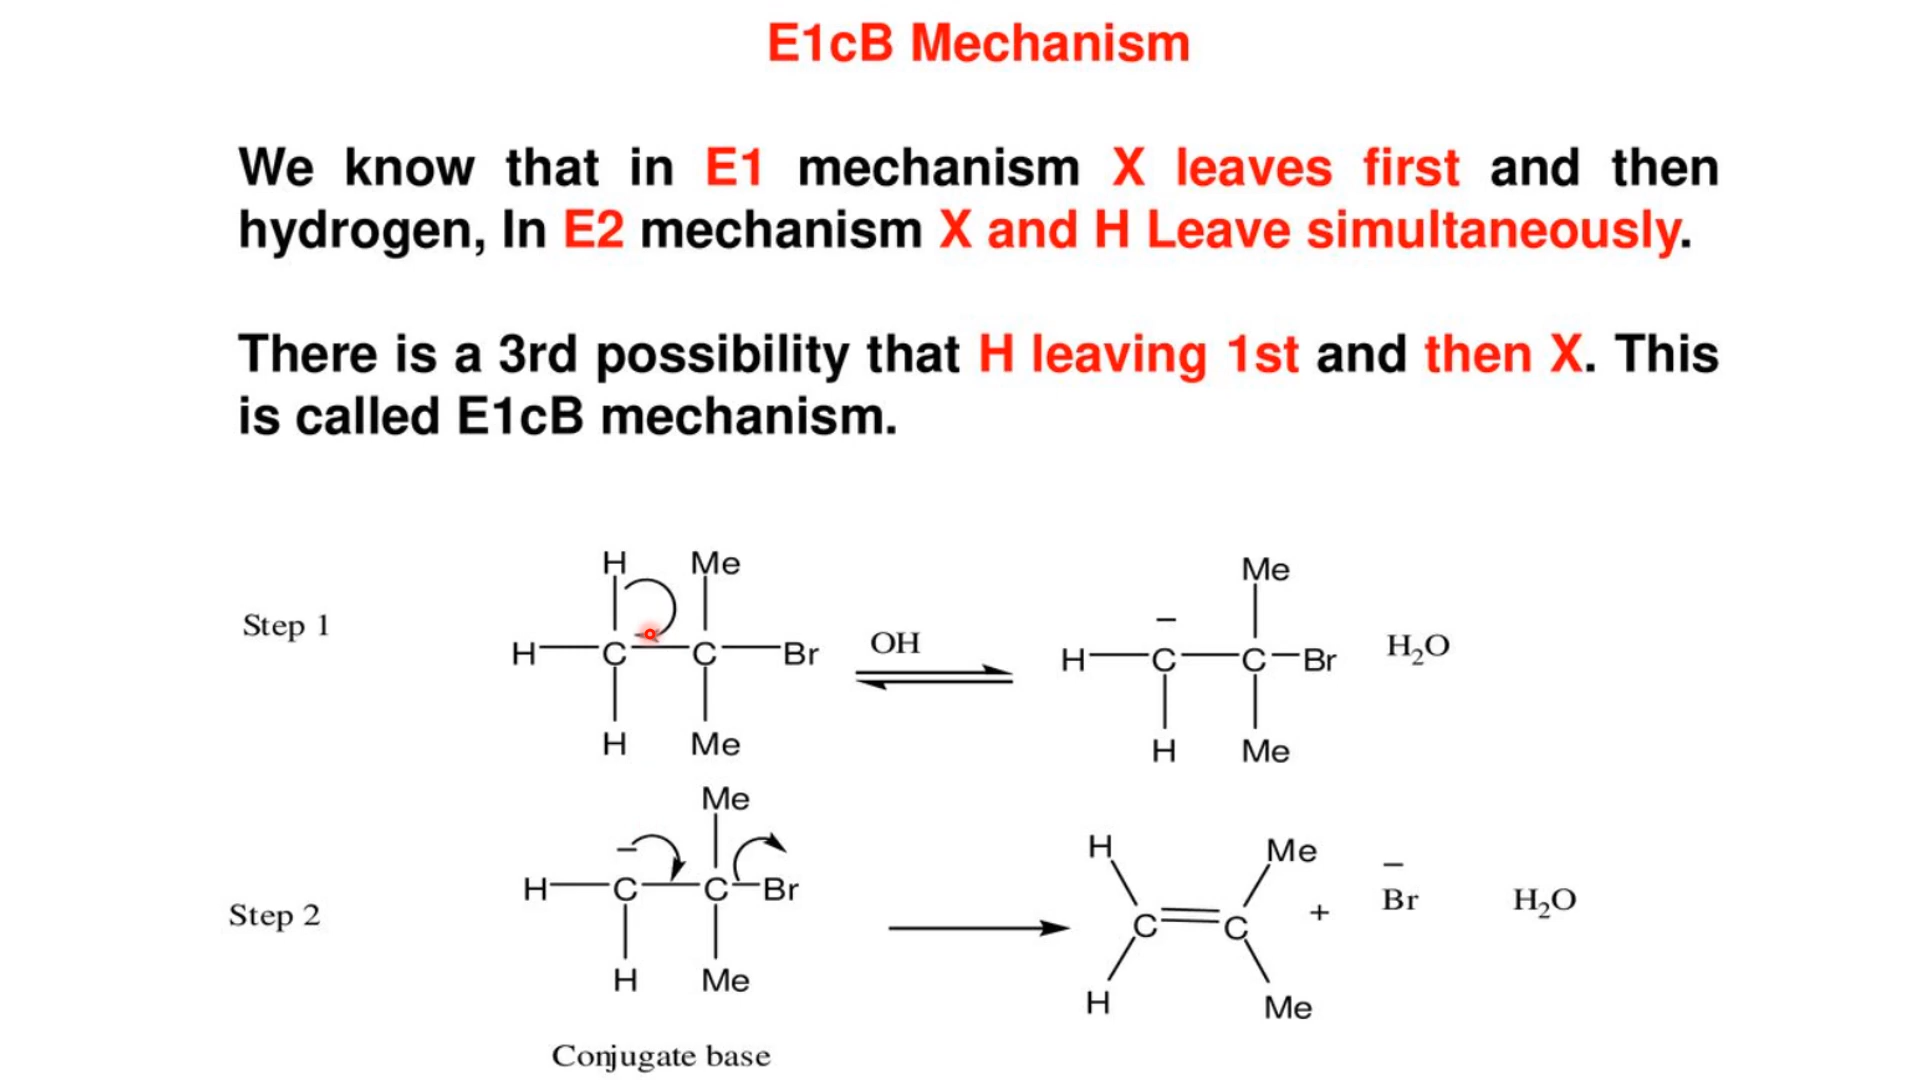 E1cB Mechanism
We know that in E1 mechanism X leaves first and then
hydrogen, In E2 mechanism X and H Leave simultaneously.
There is a 3rd possibility that H leaving 1st and then X. This
is called E1cB mechanism.
H Me
Me
Step 1
H C C Br OH H C C Br H₂O
H Me H Me
Me
H Me
H C C Br C C + Br H₂O
Step 2
H Me H Me
Conjugate base